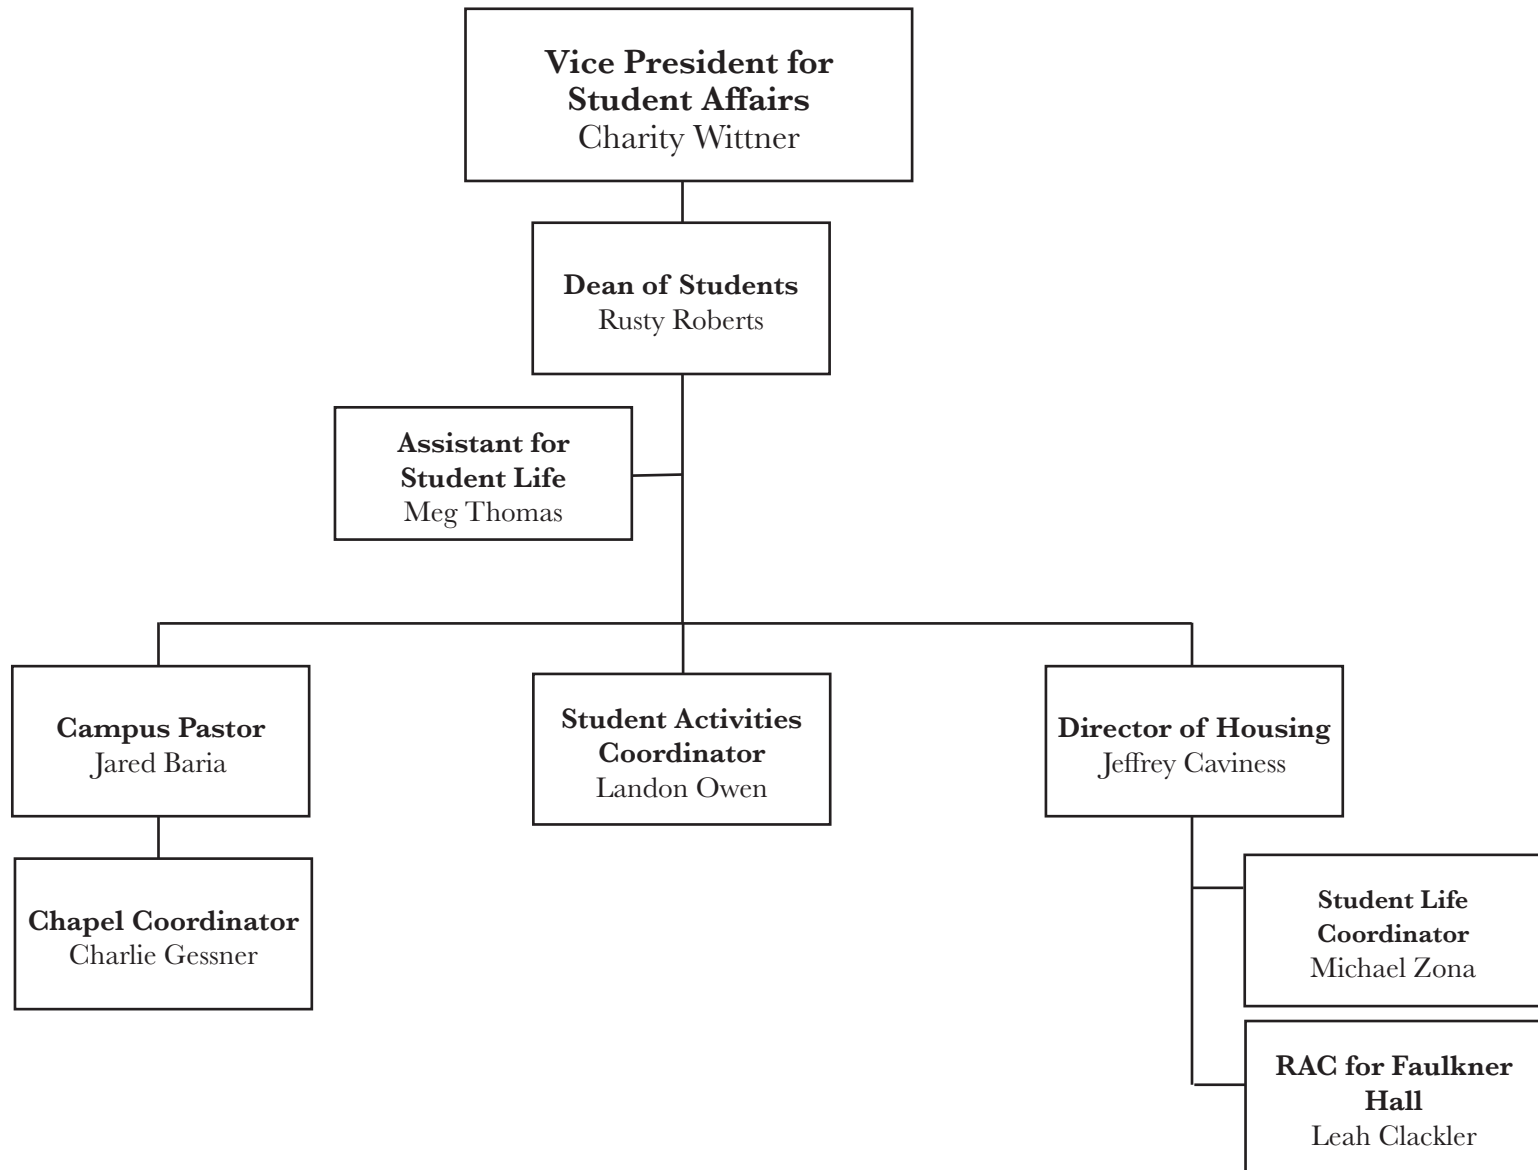 Vice President for
Student Affairs
Charity Wittner
Dean of Students
Rusty Roberts
Assistant for
Student Life
Meg Thomas
Campus Pastor
Jared Baria
Student Activities
Coordinator
Landon Owen
Director of Housing
Jeffrey Caviness
Chapel Coordinator
Charlie Gessner
Student Life
Coordinator
Michael Zona
RAC for Faulkner
Hall
Leah Clackler